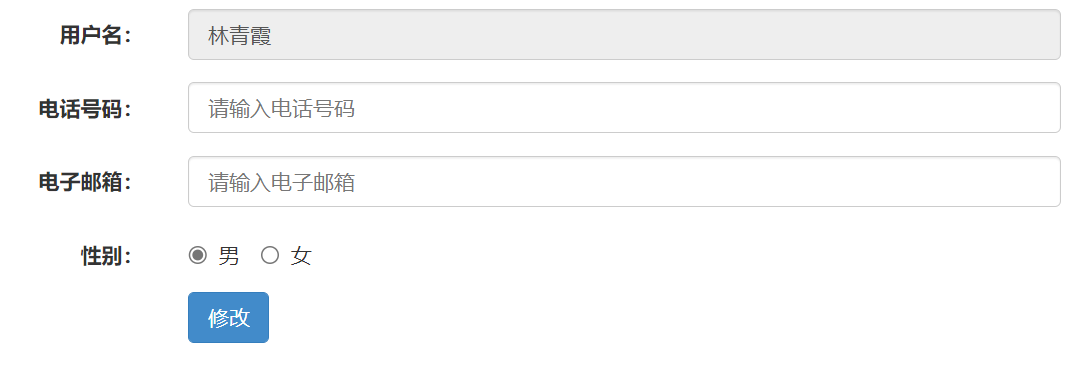 用户名： 林青霞
电话号码： 请输入电话号码
电子邮箱： 请输入电子邮箱
性别： 男 女
修改